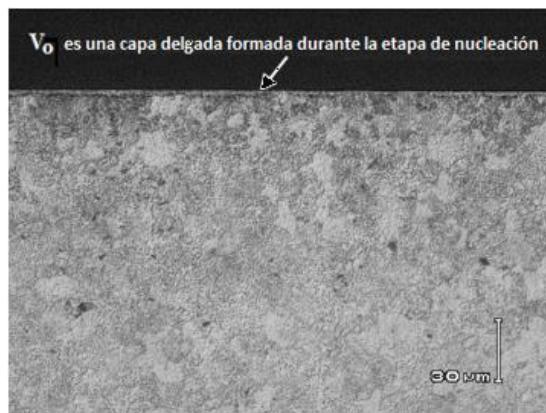 V₀ es una capa delgada formada durante la etapa de nucleación
30 µm